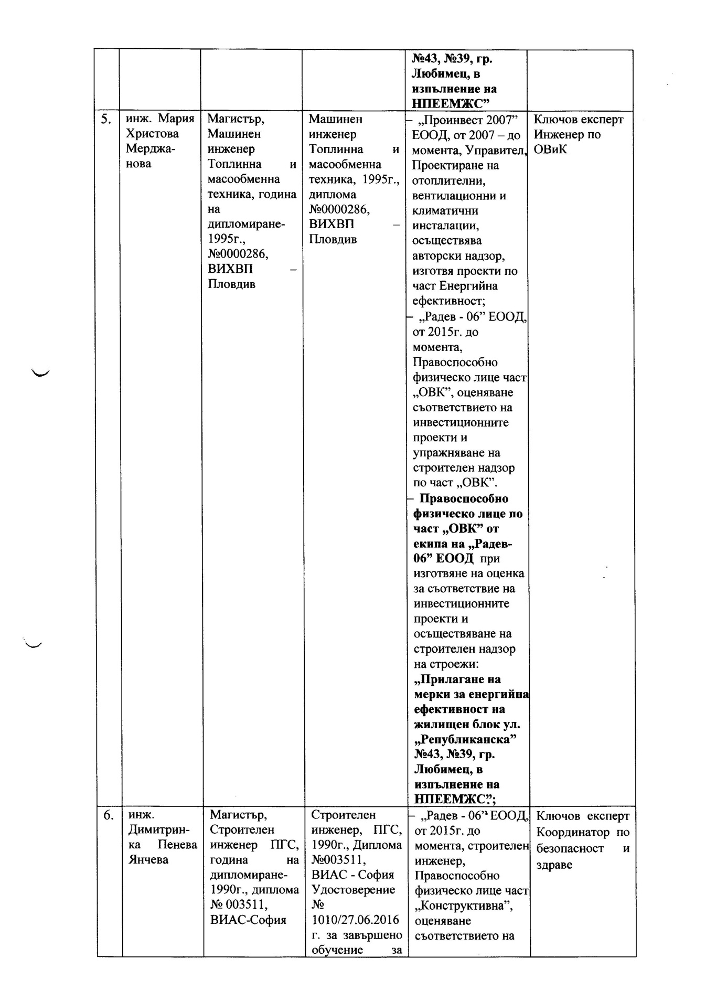 №43, №39, гр.
Любимец, в
изпълнение на
НПЕЕМЖС”
5.
инж. Мария
Христова
Мерджа-
нова
Магистър,
Машинен
инженер
Топлинна и
масообменна
техника, година
на
дипломиране-
1995г.,
№0000286,
ВИХВП –
Пловдив
Машинен
инженер
Топлинна и
масообменна
техника, 1995г.,
диплома
№0000286,
ВИХВП –
Пловдив
– „Проинвест 2007”
ЕООД, от 2007 – до
момента, Управител,
Проектиране на
отоплителни,
вентилационни и
климатични
инсталации,
осъществява
авторски надзор,
изготвя проекти по
част Енергийна
ефективност;
– „Радев - 06” ЕООД,
от 2015г. до
момента,
Правоспособно
физическо лице част
„ОВК”, оценяване
съответствието на
инвестиционните
проекти и
упражняване на
строителен надзор
по част „ОВК”.
– Правоспособно
физическо лице по
част „ОВК” от
екипа на „Радев-
06” ЕООД при
изготвяне на оценка
за съответствие на
инвестиционните
проекти и
осъществяване на
строителен надзор
на строежи:
„Прилагане на
мерки за енергийна
ефективност на
жилищен блок ул.
„Републиканска”
№43, №39, гр.
Любимец, в
изпълнение на
НПЕЕМЖС”;
Ключов експерт
Инженер по
ОВиК
6.
инж.
Димитрин-
ка Пенева
Янчева
Магистър,
Строителен
инженер ПГС,
година на
дипломиране-
1990г., диплома
№ 003511,
ВИАС-София
Строителен
инженер, ПГС,
1990г., Диплома
№003511,
ВИАС - София
Удостоверение
№
1010/27.06.2016
г. за завършено
обучение за
– „Радев - 06” ЕООД,
от 2015г. до
момента, строителен
инженер,
Правоспособно
физическо лице част
„Конструктивна”,
оценяване
съответствието на
Ключов експерт
Координатор по
безопасност и
здраве